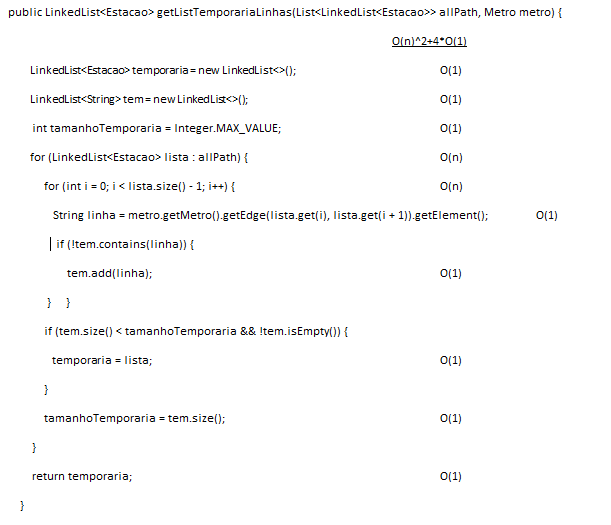 public LinkedList<Estacao> getListTemporariaLinhas(List<LinkedList<Estacao>> allPath, Metro metro) {
O(n)^2+4*O(1)
LinkedList<Estacao> temporaria = new LinkedList<>(); O(1)
LinkedList<String> tem = new LinkedList<>(); O(1)
int tamanhoTemporaria = Integer.MAX_VALUE; O(1)
for (LinkedList<Estacao> lista : allPath) { O(n)
for (int i = 0; i < lista.size() - 1; i++) { O(n)
String linha = metro.getMetro().getEdge(lista.get(i), lista.get(i + 1)).getElement(); O(1)
if (!tem.contains(linha)) {
tem.add(linha); O(1)
} }
if (tem.size() < tamanhoTemporaria && !tem.isEmpty()) {
temporaria = lista; O(1)
}
tamanhoTemporaria = tem.size(); O(1)
}
return temporaria; O(1)
}